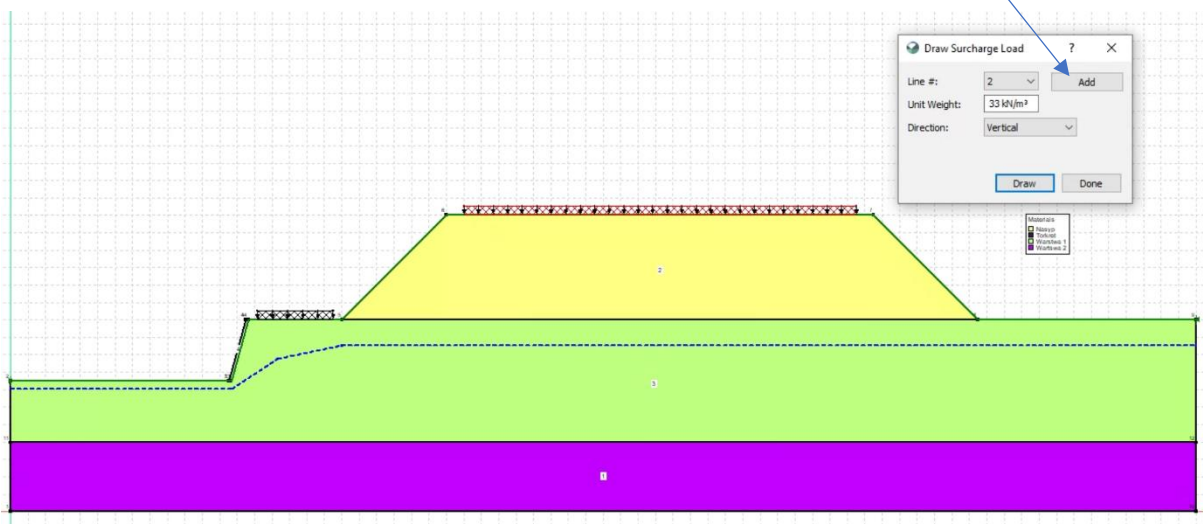 Draw Surcharge Load ? ×
Line #: 2 Add
Unit Weight: 33 kN/m³
Direction: Vertical
Draw Done
Materials
Nasyp
Torkret
Warstwa 1
Warstwa 2
2
3
1